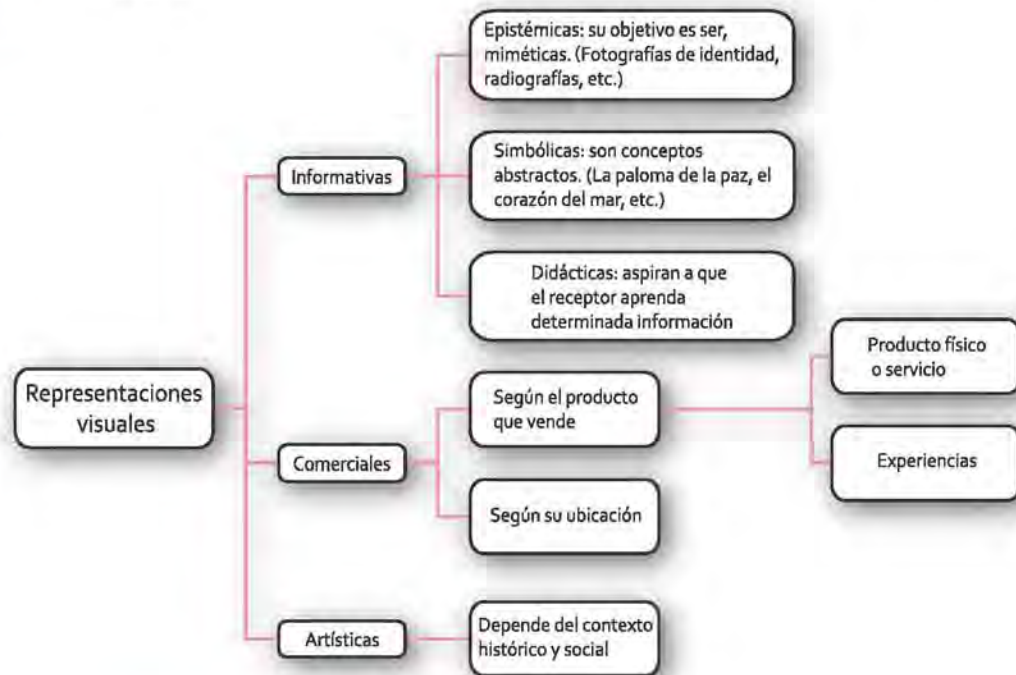 Representaciones
visuales
Informativas
Epistémicas: su objetivo es ser,
miméticas. (Fotografías de identidad,
radiografías, etc.)
Simbólicas: son conceptos
abstractos. (La paloma de la paz, el
corazón del mar, etc.)
Didácticas: aspiran a que
el receptor aprenda
determinada información
Comerciales
Según el producto
que vende
Producto físico
o servicio
Experiencias
Según su ubicación
Artísticas
Depende del contexto
histórico y social